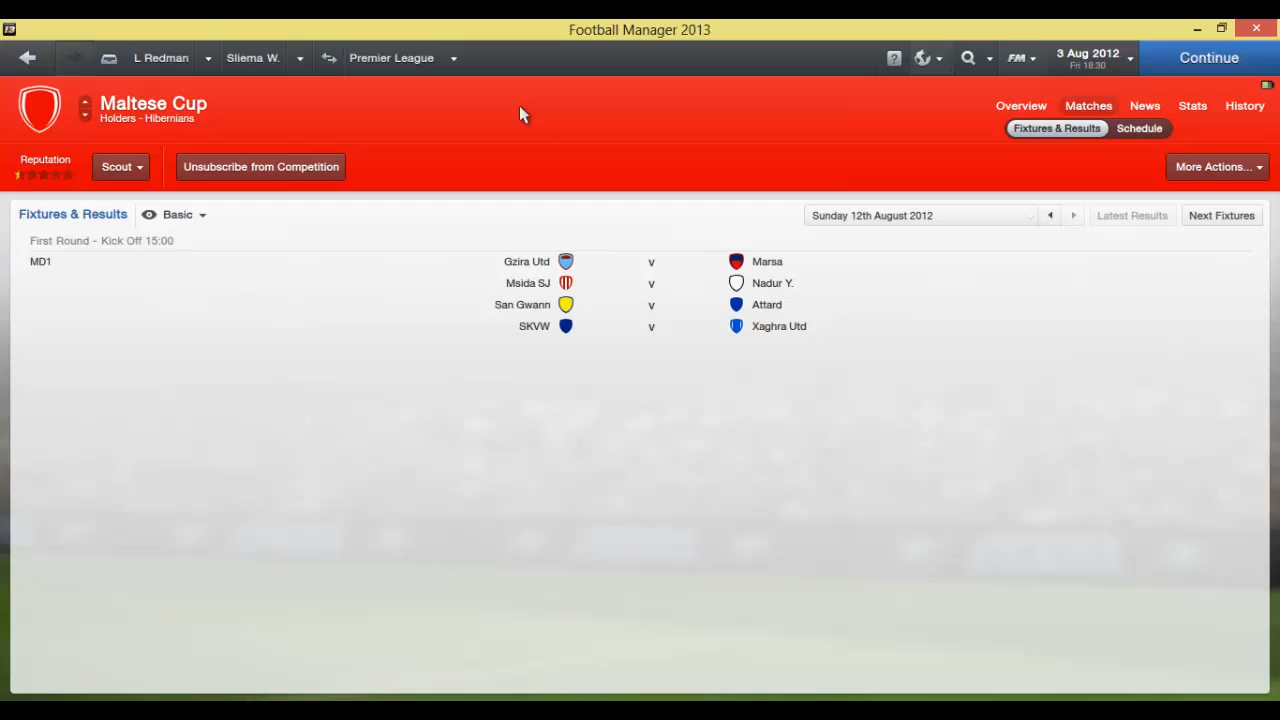 Football Manager 2013
13
L Redman
Sliema W.
Premier League
?
FM
3 Aug 2012
Fri 18:30
Continue
Maltese Cup
Holders - Hibernians
Overview
Matches
News
Stats
History
Fixtures & Results
Schedule
Reputation
Scout
Unsubscribe from Competition
More Actions...
Fixtures & Results
Basic
Sunday 12th August 2012
Latest Results
Next Fixtures
First Round - Kick Off 15:00
MD1 Gzira Utd v Marsa
Msida SJ v Nadur Y.
San Gwann v Attard
SKVW v Xaghra Utd